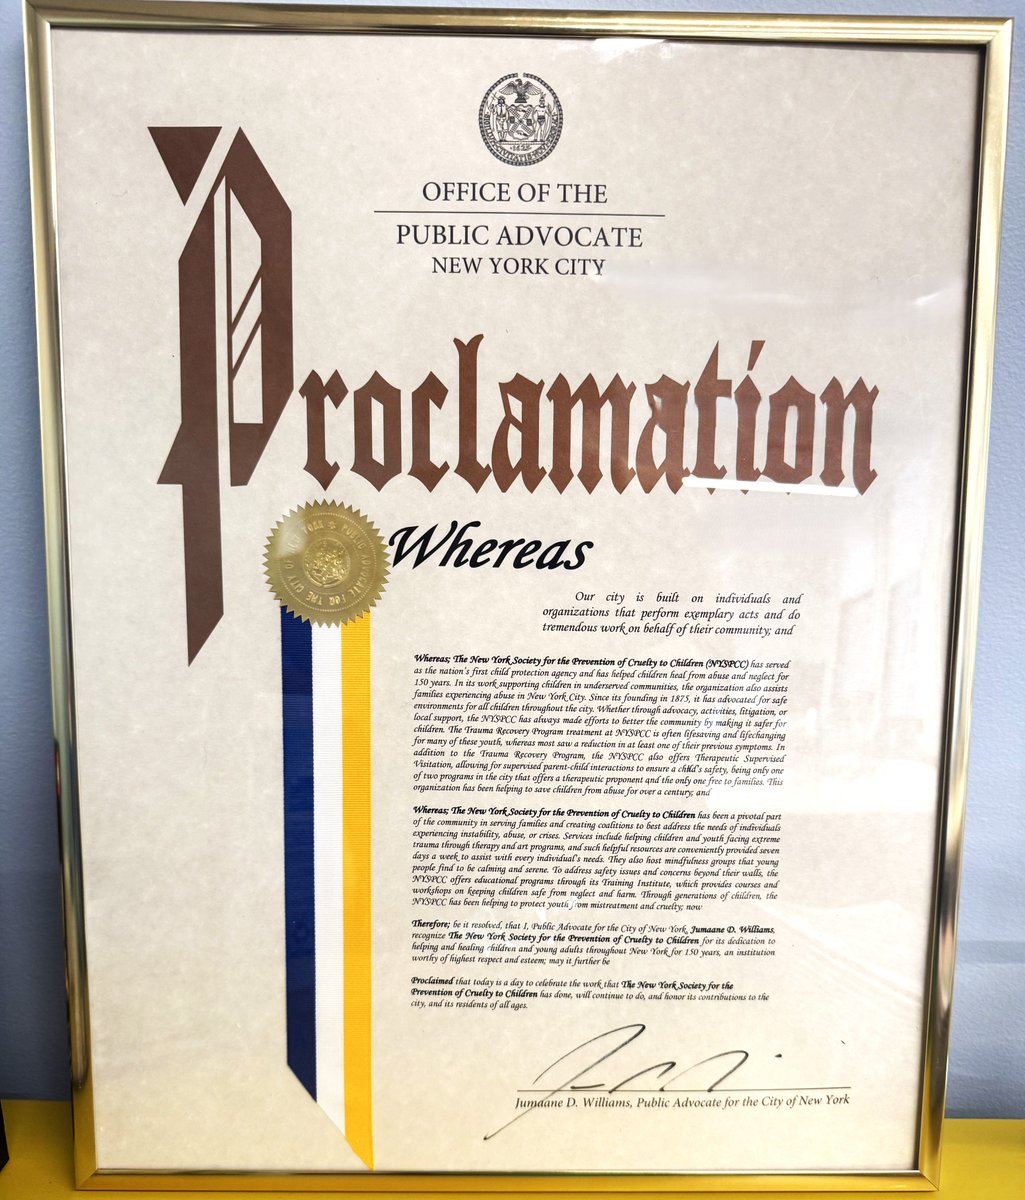 OFFICE OF THE
PUBLIC ADVOCATE
NEW YORK CITY
Proclamation
Whereas
Our city is built on individuals and
organizations that perform exemplary acts and do
tremendous work on behalf of their community; and
Whereas; The New York Society for the Prevention of Cruelty to Children (NYSPCC) has served
as the nation's first child protection agency and has helped children heal from abuse and neglect for
150 years. In its work supporting children in underserved communities, the organization also assists
families experiencing abuse in New York City. Since its founding in 1875, it has advocated for safe
environments for all children throughout the city. Whether through advocacy, activities, litigation, or
local support, the NYSPCC has always made efforts to better the community by making it safer for
children. The Trauma Recovery Program treatment at NYSPCC is often lifesaving and lifechanging
for many of these youth, whereas most saw a reduction in at least one of their previous symptoms. In
addition to the Trauma Recovery Program, the NYSPCC also offers Therapeutic Supervised
Visitation, allowing for supervised parent-child interactions to ensure a child's safety, being only one
of two programs in the city that offers a therapeutic proponent and the only one free to families. This
organization has been helping to save children from abuse for over a century; and
Whereas; The New York Society for the Prevention of Cruelty to Children has been a pivotal part
of the community in serving families and creating coalitions to best address the needs of individuals
experiencing instability, abuse, or crises. Services include helping children and youth facing extreme
trauma through therapy and art programs, and such helpful resources are conveniently provided seven
days a week to assist with every individual's needs. They also host mindfulness groups that young
people find to be calming and serene. To address safety issues and concerns beyond their walls, the
NYSPCC offers educational programs through its Training Institute, which provides courses and
workshops on keeping children safe from neglect and harm. Through generations of children, the
NYSPCC has been helping to protect youth from mistreatment and cruelty; now
Therefore; be it resolved, that I, Public Advocate for the City of New York, Jumaane D. Williams,
recognize The New York Society for the Prevention of Cruelty to Children for its dedication to
helping and healing children and young adults throughout New York for 150 years, an institution
worthy of highest respect and esteem; may it further be
Proclaimed that today is a day to celebrate the work that The New York Society for the
Prevention of Cruelty to Children has done, will continue to do, and honor its contributions to the
city, and its residents of all ages.
Jumaane D. Williams, Public Advocate for the City of New York
PUBLIC ADVOCATE FOR THE CITY OF NEW YORK